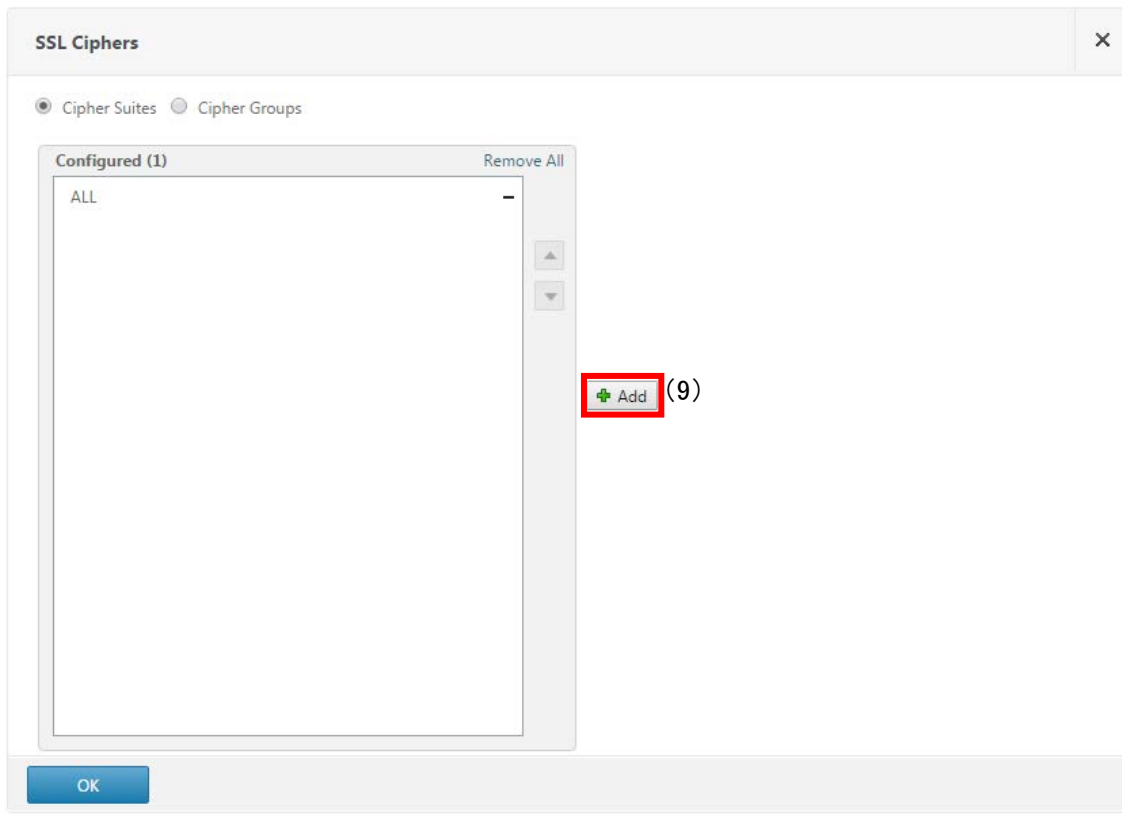 SSL Ciphers
Cipher Suites Cipher Groups
Configured (1) Remove All
ALL
Add (9)
OK